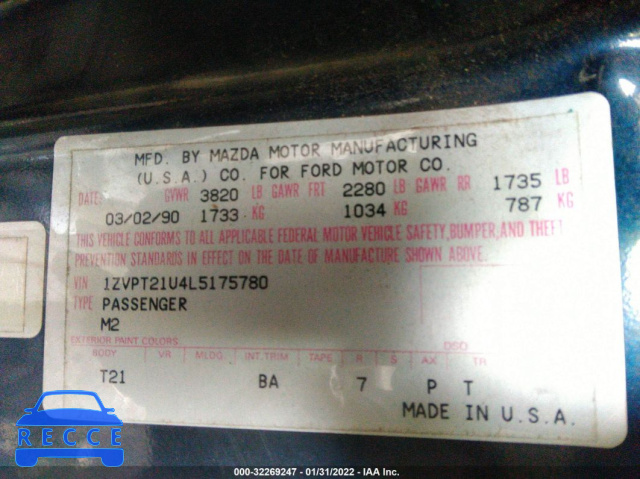 MFD. BY MAZDA MOTOR MANUFACTURING
(U.S.A.) CO. FOR FORD MOTOR CO.
DATE: GVWR 3820 LB GAWR FRT 2280 LB GAWR RR 1735 LB
03/02/90 1733 KG 1034 KG 787 KG
THIS VEHICLE CONFORMS TO ALL APPLICABLE FEDERAL MOTOR VEHICLE SAFETY, BUMPER, AND THEFT
PREVENTION STANDARDS IN EFFECT ON THE DATE OF MANUFACTURE SHOWN ABOVE.
VIN 1ZVPT21U4L5175780
TYPE PASSENGER
M2
EXTERIOR PAINT COLORS DSO
BODY VR MLDG. INT.TRIM TAPE R S AX TR
T21 BA 7 P T
MADE IN U.S.A.
RECCE
000-32269247 - 01/31/2022 - IAA Inc.